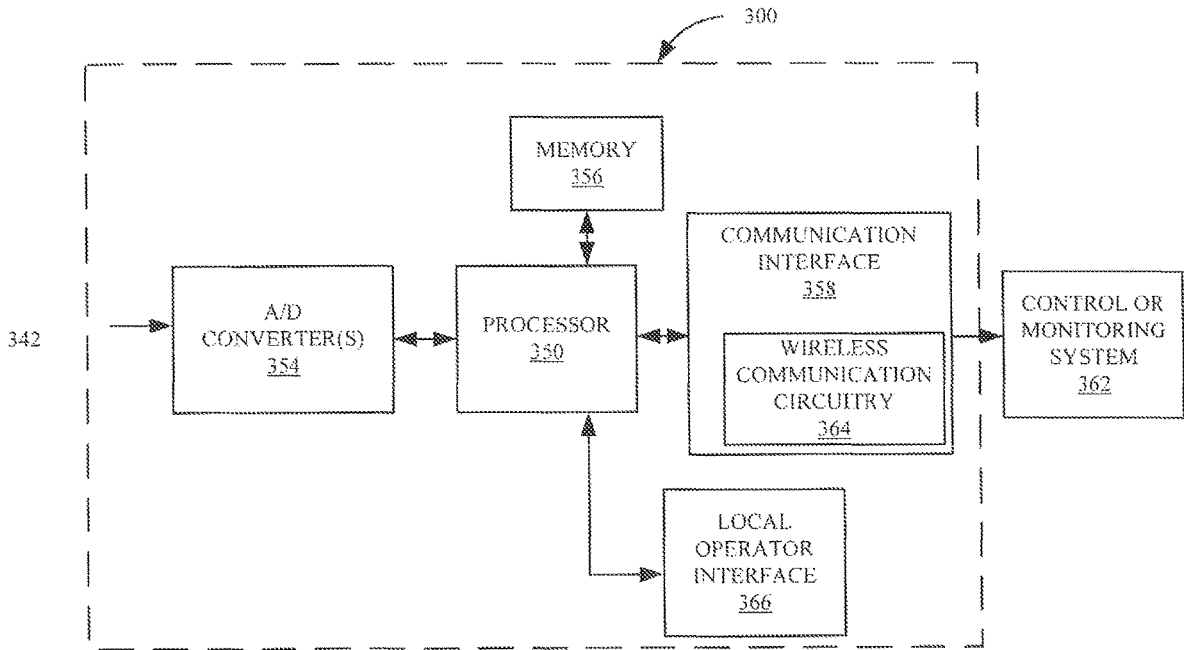 300
MEMORY
356
COMMUNICATION
INTERFACE
358
A/D
CONVERTER(S)
354
PROCESSOR
350
342
WIRELESS
COMMUNICATION
CIRCUITRY
364
CONTROL OR
MONITORING
SYSTEM
362
LOCAL
OPERATOR
INTERFACE
366